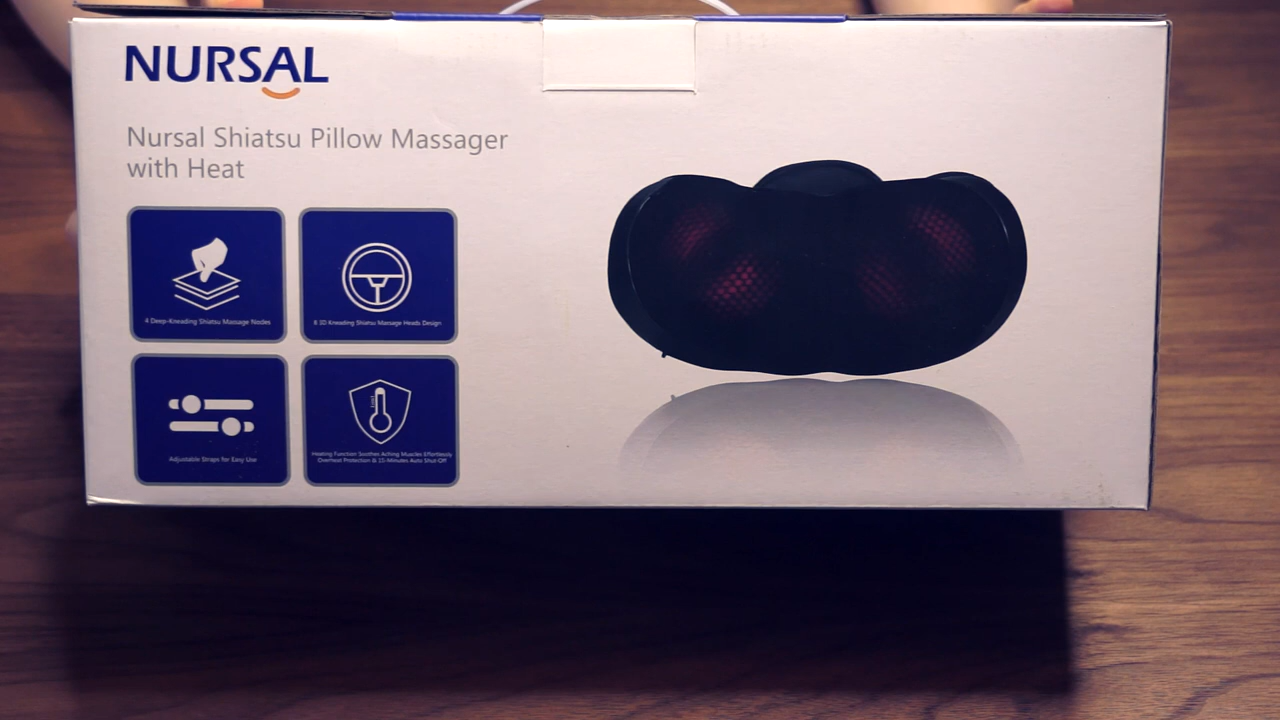 NURSAL
Nursal Shiatsu Pillow Massager
with Heat
4 Deep-Kneading Shiatsu Massage Nodes
8 3D Kneading Shiatsu Massage Heads Design
Adjustable Draps for Easy Use
Heating Function Soothes Aching Muscles Effortlessly
Overheat Protection & 15-Minutes Auto Shut-Off